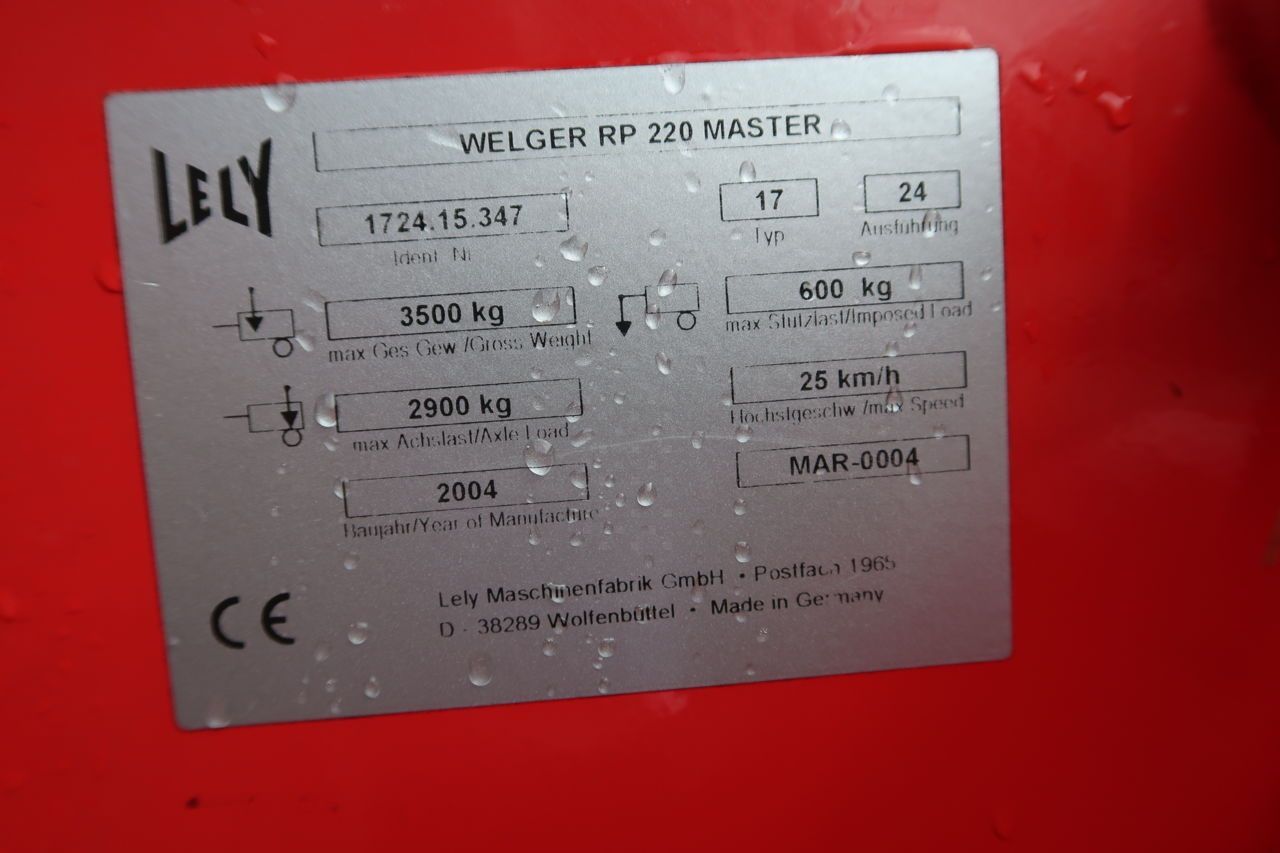 LELY
WELGER RP 220 MASTER
1724.15.347
17
24
Ident. Nr
Typ
Ausführung
3500 kg
600 kg
max Ges Gew /Gross Weight
max Stützlast/Imposed Load
2900 kg
25 km/h
max Achslast/Axle Load
Höchstgeschw /max Speed
2004
MAR-0004
Baujahr/Year of Manufacture
CE
Lely Maschinenfabrik GmbH • Postfach 1965
D - 38289 Wolfenbüttel • Made in Germany